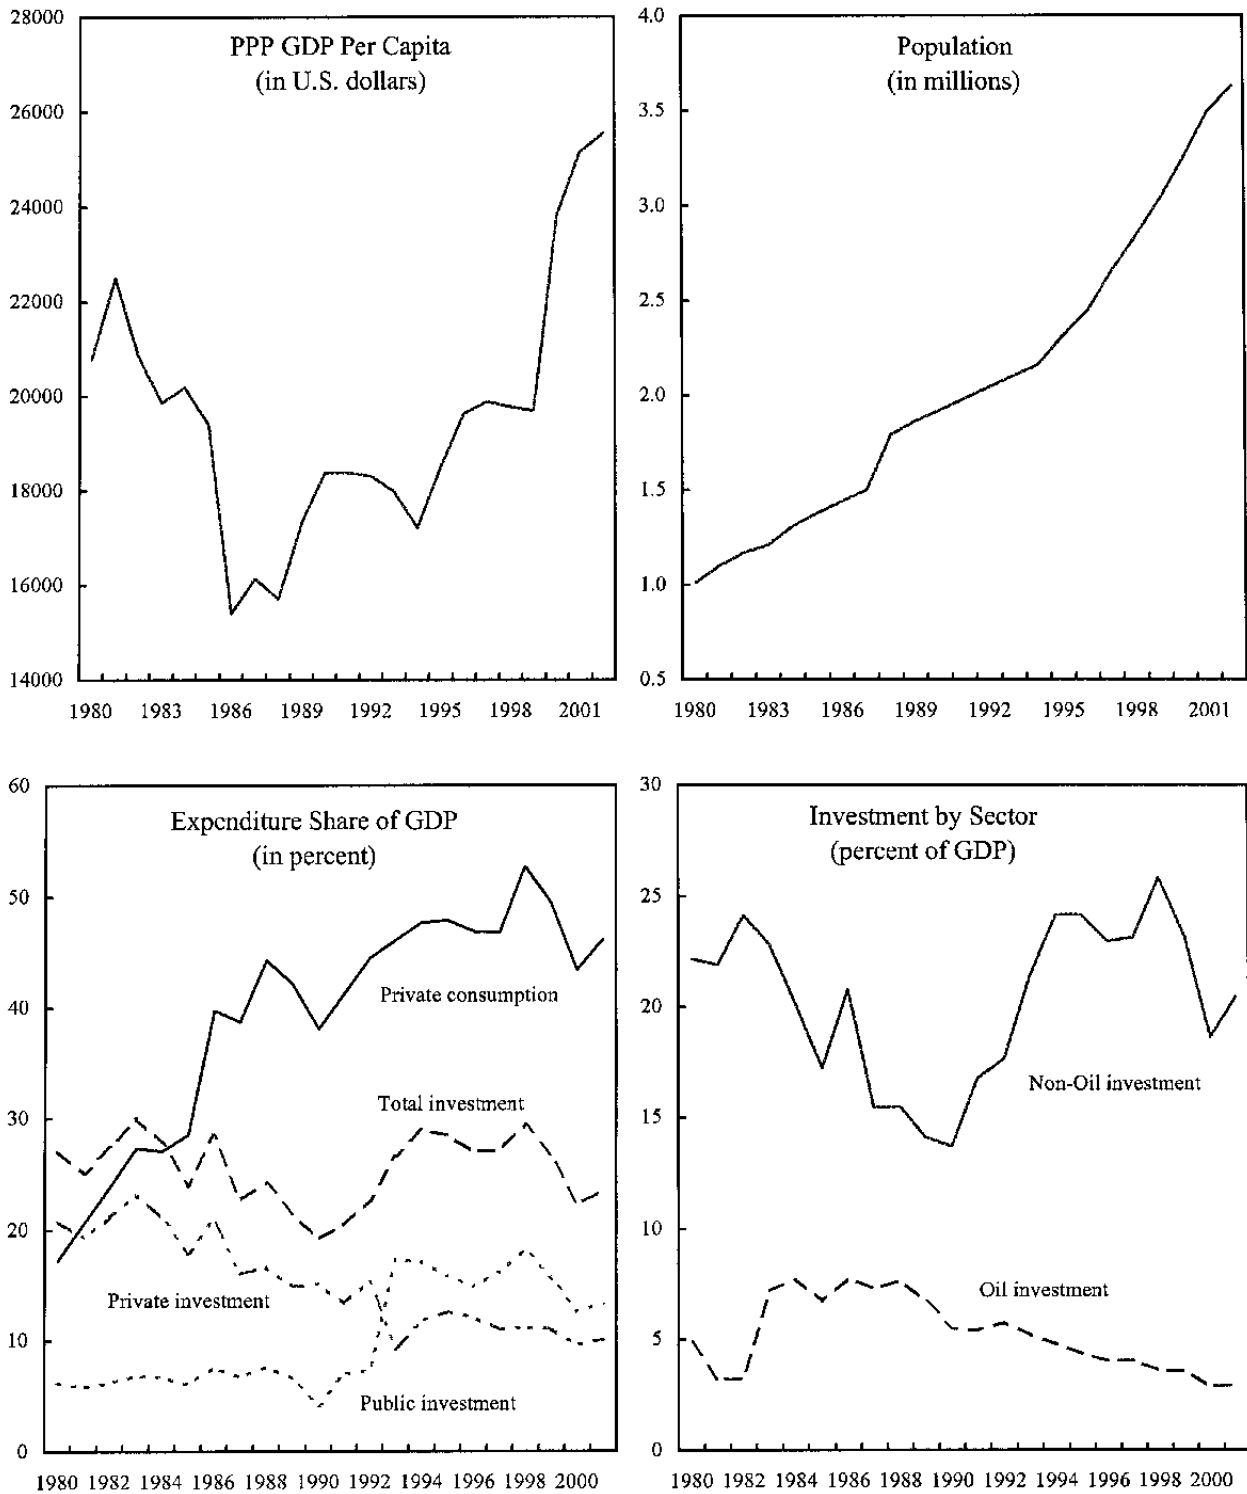 PPP GDP Per Capita
(in U.S. dollars)
28000
26000
24000
22000
20000
18000
16000
14000
1980 1983 1986 1989 1992 1995 1998 2001
Population
(in millions)
4.0
3.5
3.0
2.5
2.0
1.5
1.0
0.5
1980 1983 1986 1989 1992 1995 1998 2001
Expenditure Share of GDP
(in percent)
60
50
40
30
20
10
0
Private consumption
Total investment
Private investment
Public investment
1980 1982 1984 1986 1988 1990 1992 1994 1996 1998 2000
Investment by Sector
(percent of GDP)
30
25
20
15
10
5
0
Non-Oil investment
Oil investment
1980 1982 1984 1986 1988 1990 1992 1994 1996 1998 2000